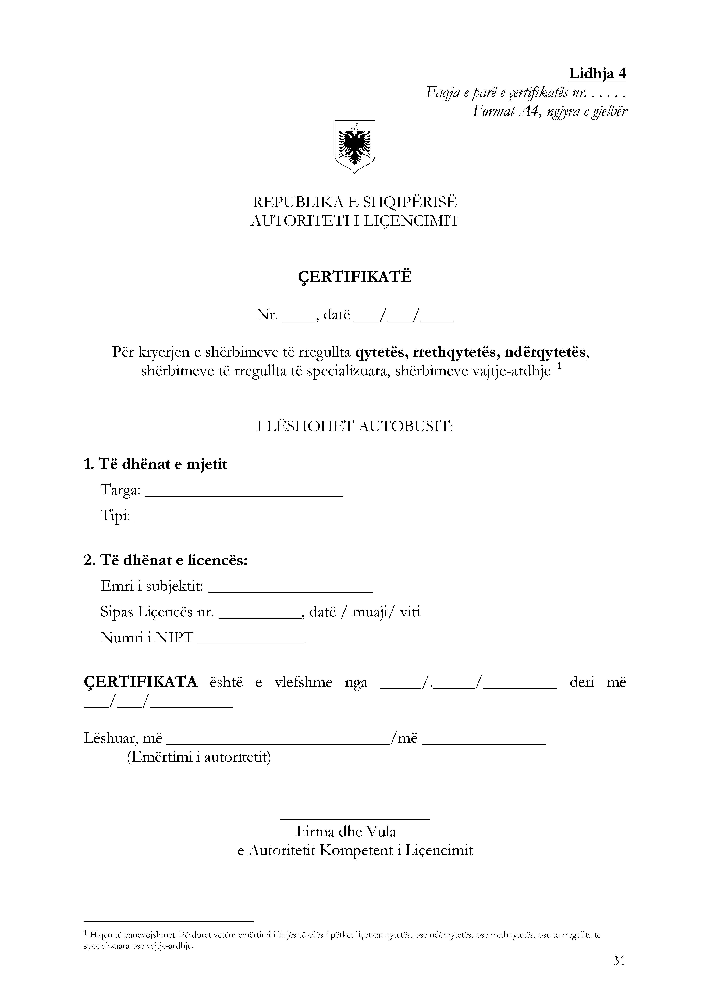 Lidhja 4
Faqja e parë e çertifikatës nr. . . . . .
Format A4, ngjyra e gjelbër
REPUBLIKA E SHQIPËRISË
AUTORITETI I LIÇENCIMIT
ÇERTIFIKATË
Nr. ____, datë ___/___/____
Për kryerjen e shërbimeve të rregullta qytetës, rrethqytetës, ndërqytetës,
shërbimeve të rregullta të specializuara, shërbimeve vajtje-ardhje 1
I LËSHOHET AUTOBUSIT:
1. Të dhënat e mjetit
Targa: ________________________
Tipi: _________________________
2. Të dhënat e licencës:
Emri i subjektit: ____________________
Sipas Liçencës nr. __________, datë / muaji/ viti
Numri i NIPT _____________
ÇERTIFIKATA është e vlefshme nga _____/._____/_________ deri më
___/___/__________
Lëshuar, më ___________________________/më _______________
(Emërtimi i autoritetit)
__________________
Firma dhe Vula
e Autoritetit Kompetent i Liçencimit
1 Hiqen të panevojshmet. Përdoret vetëm emërtimi i linjës të cilës i përket liçenca: qytetës, ose ndërqytetës, ose rrethqytetës, ose te rregullta te
specializuara ose vajtje-ardhje.
31